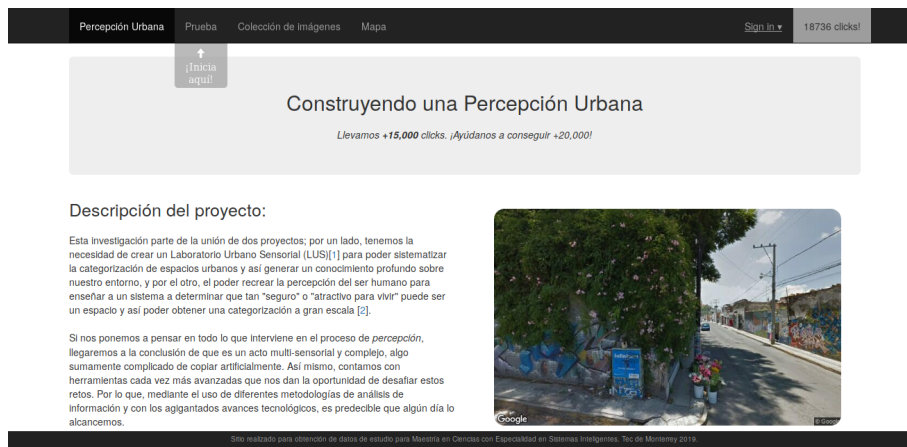 Percepción Urbana Prueba Colección de imágenes Mapa Sign in ▾ 18736 clicks!
¡Inicia
aquí!
Construyendo una Percepción Urbana
Llevamos +15,000 clicks. ¡Ayúdanos a conseguir +20,000!
Descripción del proyecto:
Esta investigación parte de la unión de dos proyectos; por un lado, tenemos la
necesidad de crear un Laboratorio Urbano Sensorial (LUS)[1] para poder sistematizar
la categorización de espacios urbanos y así generar un conocimiento profundo sobre
nuestro entorno, y por el otro, el poder recrear la percepción del ser humano para
enseñar a un sistema a determinar que tan "seguro" o "atractivo para vivir" puede ser
un espacio y así poder obtener una categorización a gran escala [2].
Si nos ponemos a pensar en todo lo que interviene en el proceso de percepción,
llegaremos a la conclusión de que es un acto multi-sensorial y complejo, algo
sumamente complicado de copiar artificialmente. Así mismo, contamos con
herramientas cada vez más avanzadas que nos dan la oportunidad de desafiar estos
retos. Por lo que, mediante el uso de diferentes metodologías de análisis de
información y con los agigantados avances tecnológicos, es predecible que algún día lo
alcancemos.
Google
© Google
Sitio realizado para obtención de datos de estudio para Maestría en Ciencias con Especialidad en Sistemas Inteligentes. Tec de Monterrey 2019.